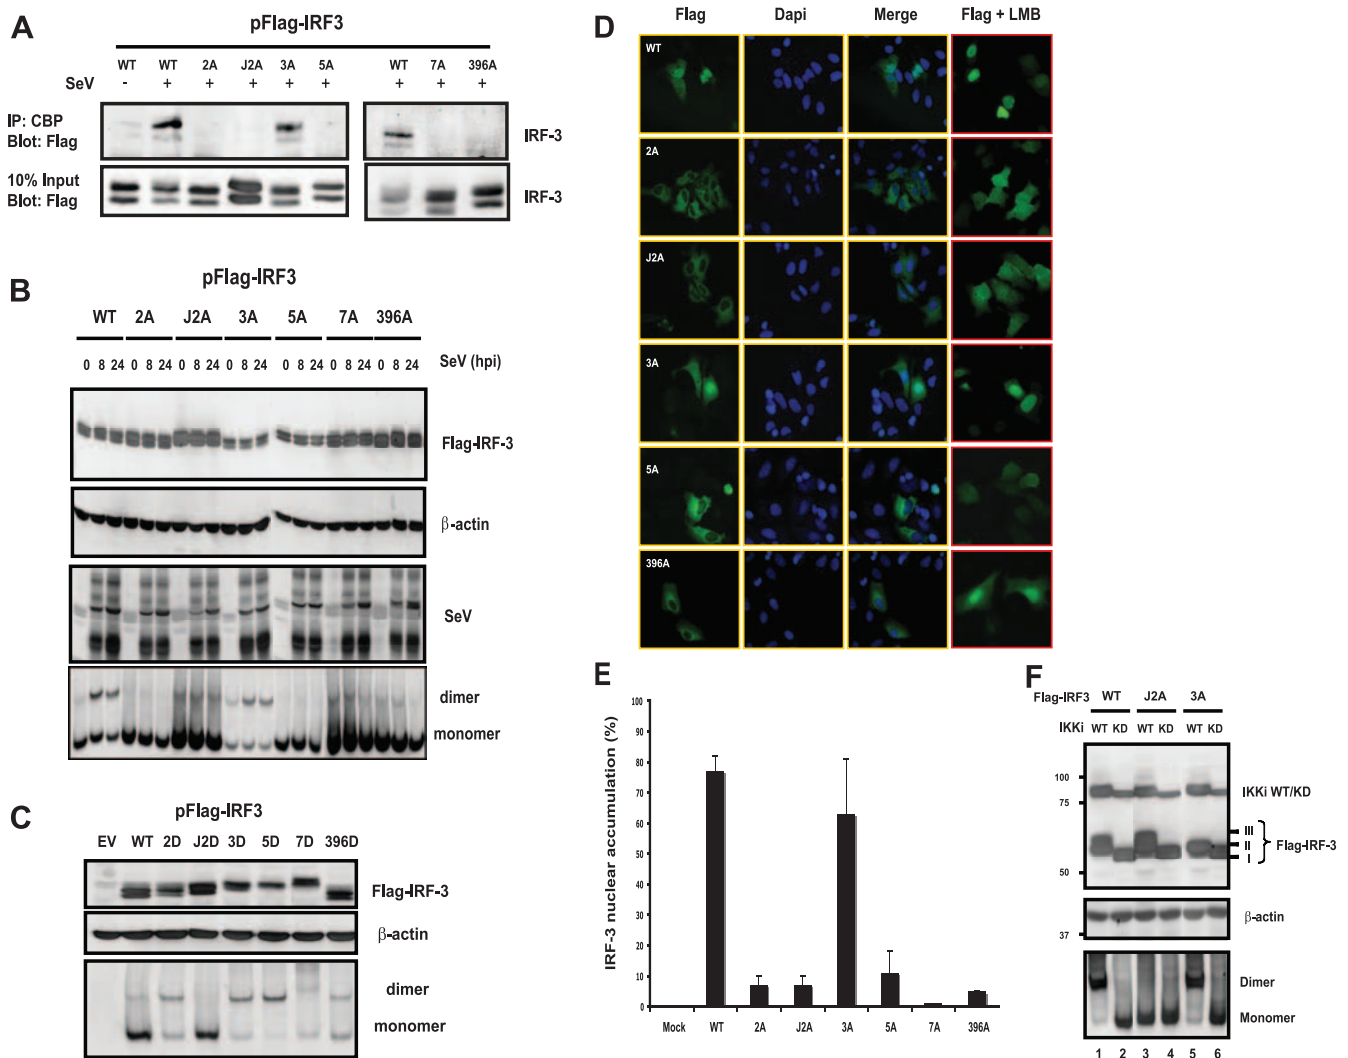 A
pFlag-IRF3
WT WT 2A J2A 3A 5A WT 7A 396A
SeV - + + + + + + + +
IP: CBP
Blot: Flag
IRF-3
10% Input
Blot: Flag
IRF-3
B
pFlag-IRF3
WT 2A J2A 3A 5A 7A 396A
0 8 24 0 8 24 0 8 24 0 8 24 0 8 24 0 8 24 0 8 24 SeV (hpi)
Flag-IRF-3
β-actin
SeV
dimer
monomer
C
pFlag-IRF3
EV WT 2D J2D 3D 5D 7D 396D
Flag-IRF-3
β-actin
dimer
monomer
D
Flag Dapi Merge Flag + LMB
WT
2A
J2A
3A
5A
396A
E
IRF-3 nuclear accumulation (%)
100
90
80
70
60
50
40
30
20
10
0
Mock WT 2A J2A 3A 5A 7A 396A
F
Flag-IRF3 WT J2A 3A
IKKi WT KD WT KD WT KD
100
75
50
37
IKKi WT/KD
III
II
I
Flag-IRF-3
β-actin
Dimer
Monomer
1 2 3 4 5 6